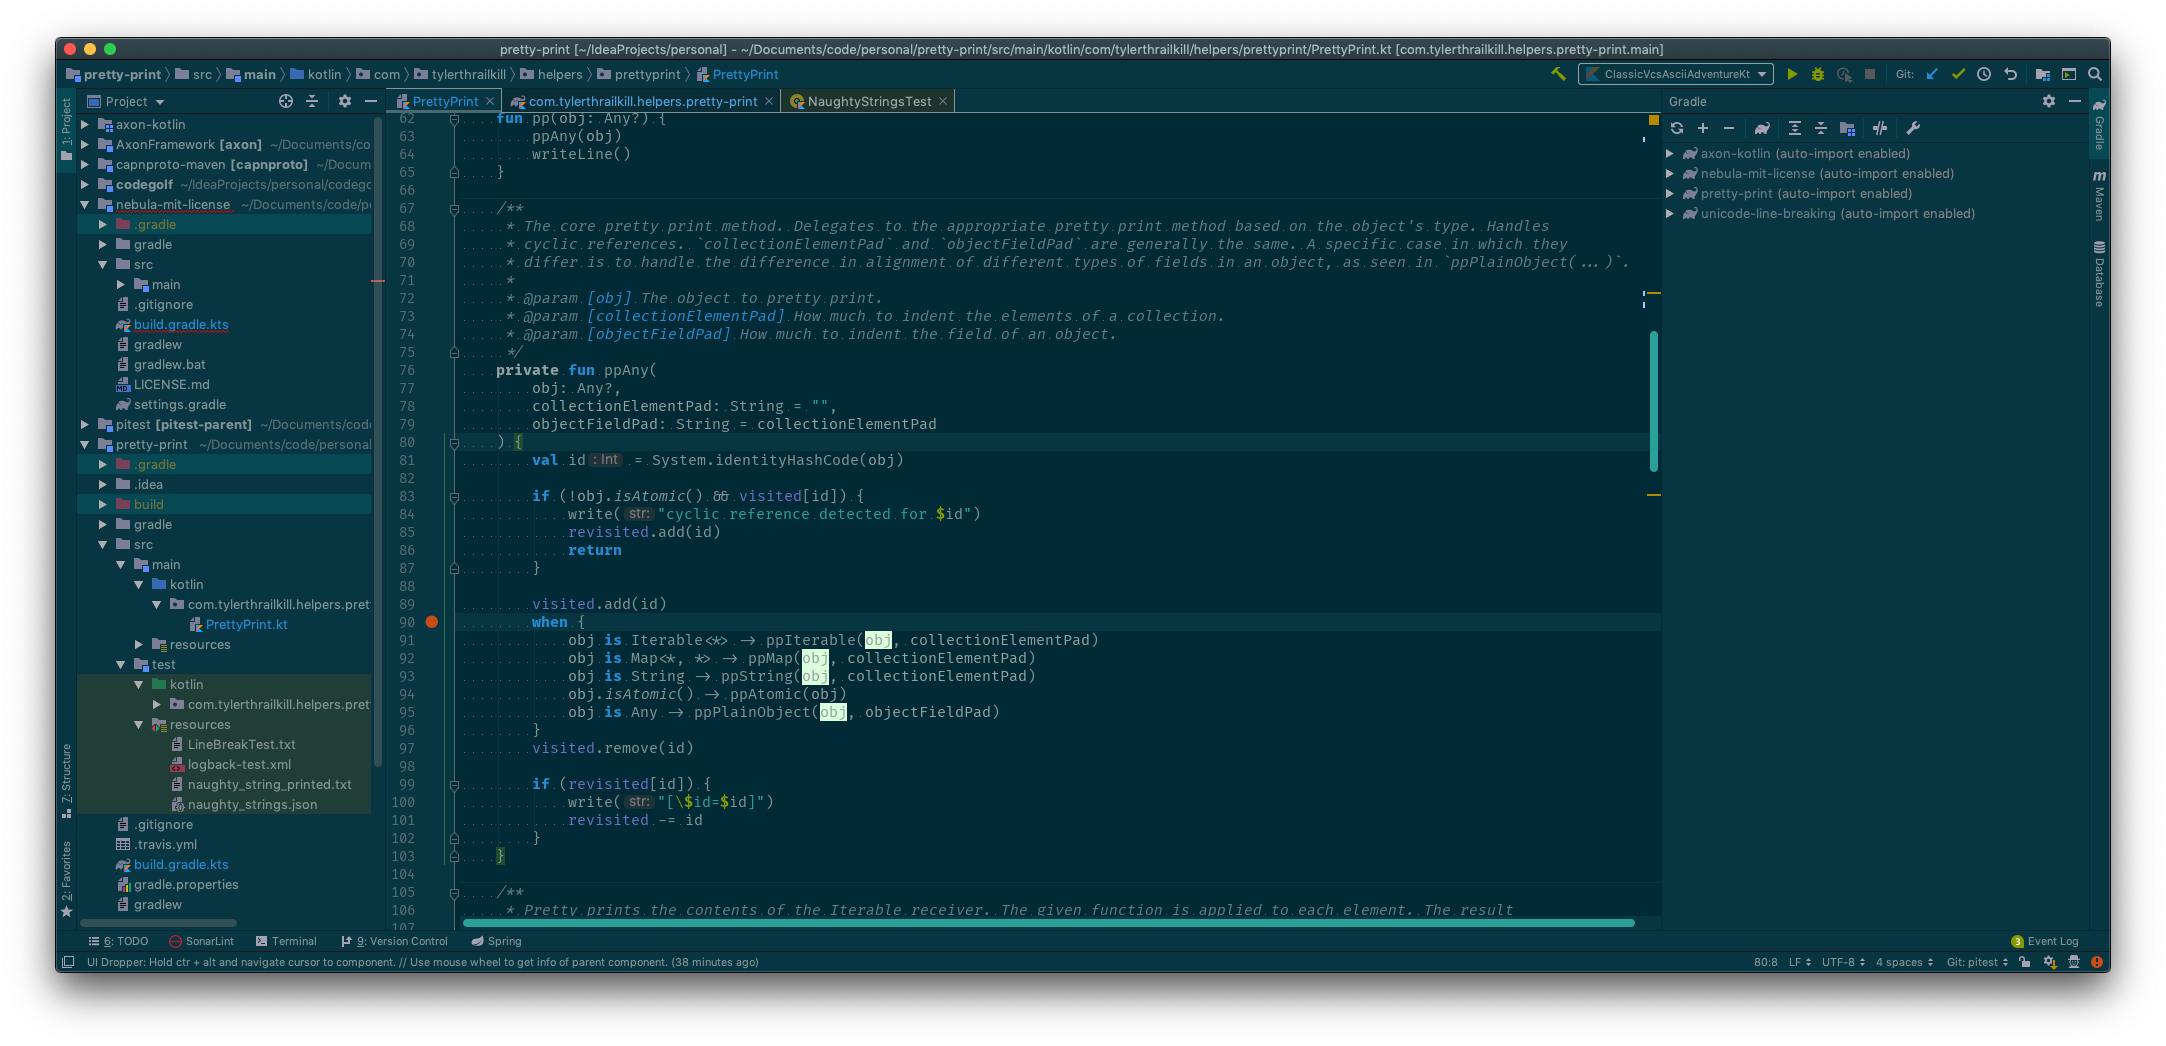 pretty-print [~/IdeaProjects/personal] - ~/Documents/code/personal/pretty-print/src/main/kotlin/com/tylerthrailkill/helpers/prettyprint/PrettyPrint.kt [com.tylerthrailkill.helpers.pretty-print.main]
pretty-print src main kotlin com tylerthrailkill helpers prettyprint PrettyPrint
ClassicVcsAsciiAdventureKt Git:
1: Project
Z: Structure
2: Favorites
Project
axon-kotlin
AxonFramework [axon] ~/Documents/co
capnproto-maven [capnproto] ~/Docum
codegolf ~/IdeaProjects/personal/codegc
nebula-mit-license ~/Documents/code/p
.gradle
gradle
src
main
.gitignore
build.gradle.kts
gradlew
gradlew.bat
LICENSE.md
settings.gradle
pitest [pitest-parent] ~/Documents/code
pretty-print ~/Documents/code/personal
.gradle
.idea
build
gradle
src
main
kotlin
com.tylerthrailkill.helpers.pret
PrettyPrint.kt
resources
test
kotlin
com.tylerthrailkill.helpers.pret
resources
LineBreakTest.txt
logback-test.xml
naughty_string_printed.txt
naughty_strings.json
.gitignore
.travis.yml
build.gradle.kts
gradle.properties
gradlew
PrettyPrint com.tylerthrailkill.helpers.pretty-print NaughtyStringsTest
62 fun pp(obj: Any?) {
63 ppAny(obj)
64 writeLine()
65 }
66
67 /**
68 * The core pretty print method. Delegates to the appropriate pretty print method based on the object's type. Handles
69 * cyclic references. `collectionElementPad` and `objectFieldPad` are generally the same. A specific case in which they
70 * differ is to handle the difference in alignment of different types of fields in an object, as seen in `ppPlainObject(...)`.
71 *
72 * @param [obj] The object to pretty print.
73 * @param [collectionElementPad] How much to indent the elements of a collection.
74 * @param [objectFieldPad] How much to indent the field of an object.
75 */
76 private fun ppAny(
77 obj: Any?,
78 collectionElementPad: String = "",
79 objectFieldPad: String = collectionElementPad
80 ) {
81 val id : Int = System.identityHashCode(obj)
82
83 if (!obj.isAtomic() && visited[id]) {
84 write( str: "cyclic reference detected for $id")
85 revisited.add(id)
86 return
87 }
88
89 visited.add(id)
90 when {
91 obj is Iterable<*> -> ppIterable(obj, collectionElementPad)
92 obj is Map<*, *> -> ppMap(obj, collectionElementPad)
93 obj is String -> ppString(obj, collectionElementPad)
94 obj.isAtomic() -> ppAtomic(obj)
95 obj is Any -> ppPlainObject(obj, objectFieldPad)
96 }
97 visited.remove(id)
98
99 if (revisited[id]) {
100 write( str: "[\$id=$id]")
101 revisited -= id
102 }
103 }
104
105 /**
106 * Pretty prints the contents of the Iterable receiver. The given function is applied to each element. The result
107
Gradle
axon-kotlin (auto-import enabled)
nebula-mit-license (auto-import enabled)
pretty-print (auto-import enabled)
unicode-line-breaking (auto-import enabled)
Gradle
Maven
Database
6: TODO SonarLint Terminal 9: Version Control Spring 3 Event Log
UI Dropper: Hold ctr + alt and navigate cursor to component. // Use mouse wheel to get info of parent component. (38 minutes ago) 80:8 LF UTF-8 4 spaces Git: pitest